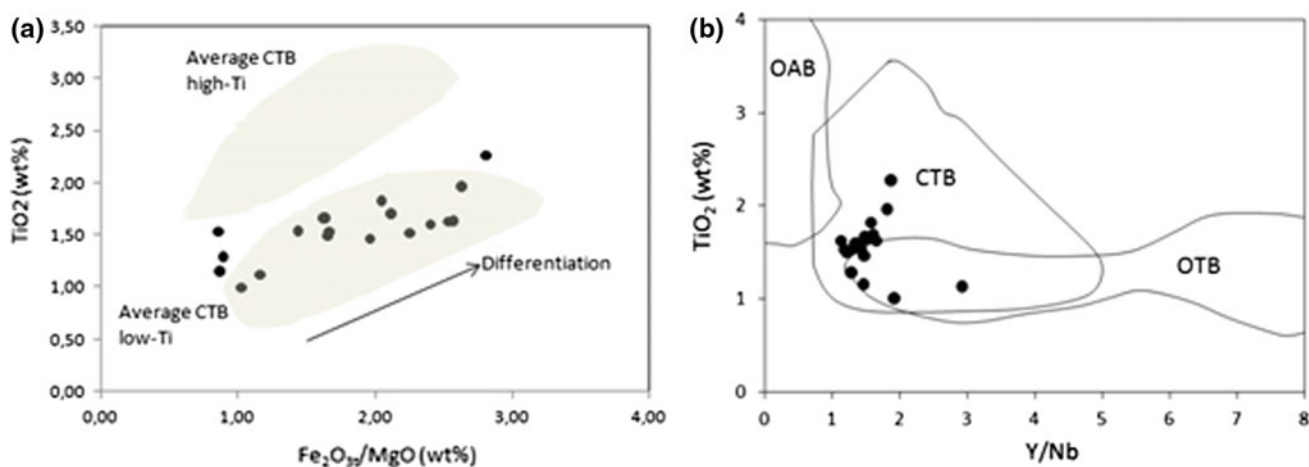 (a)
TiO2 (wt%)
3,50
3,00
2,50
2,00
1,50
1,00
0,50
0,00
Average CTB
high-Ti
Average CTB
low-Ti
Differentiation
0,00 1,00 2,00 3,00 4,00
/MgO (wt%)
(b)
TiO₂ (wt%)
4
3
2
1
0
OAB
CTB
OTB
0 1 2 3 4 5 6 7 8
Y/Nb